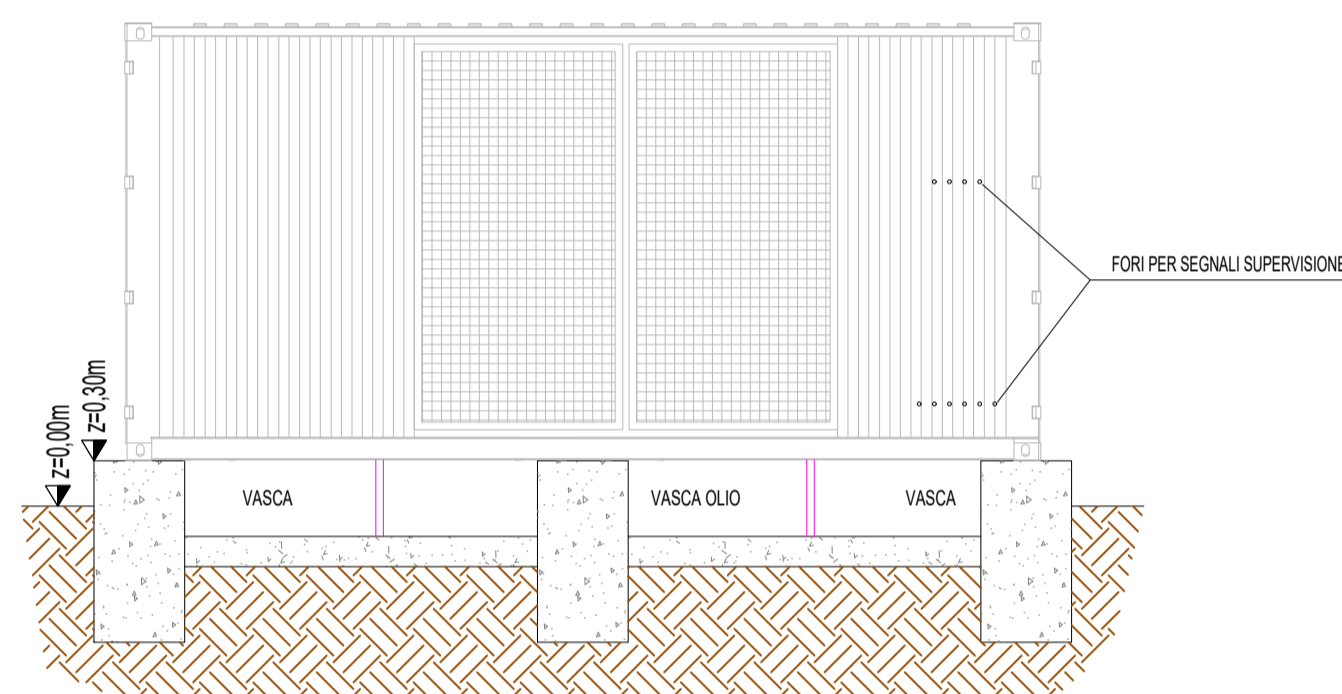 FORI PER SEGNALI SUPERVISIONE
z=0,30m
z=0,00m
VASCA
VASCA OLIO
VASCA